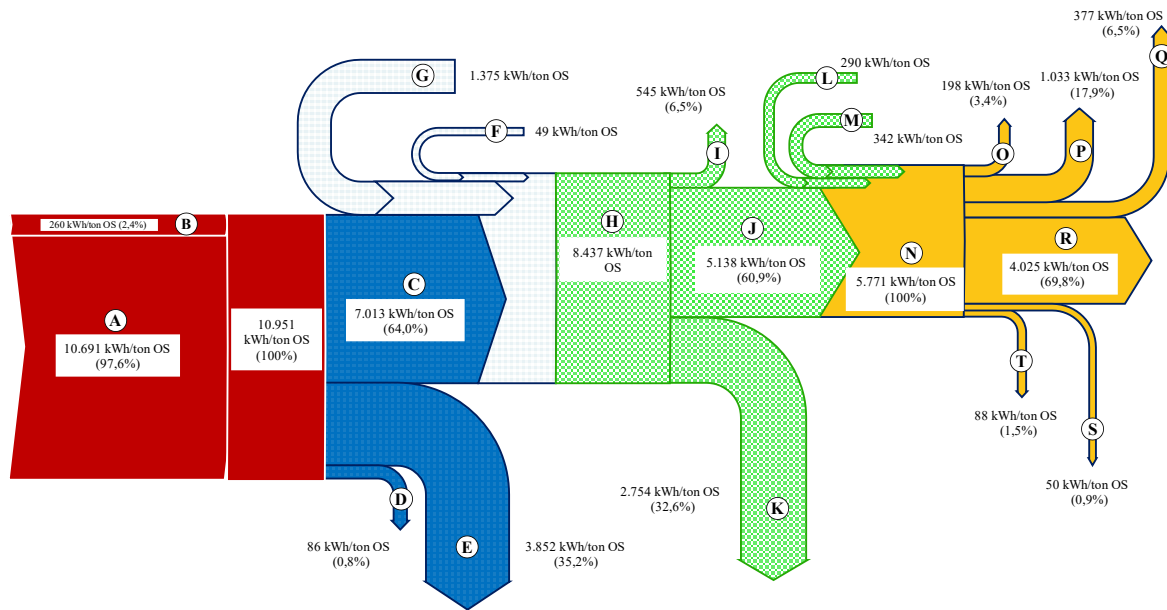 377 kWh/ton OS
(6,5%)
Q
G
1.375 kWh/ton OS
290 kWh/ton OS
L
198 kWh/ton OS
(3,4%)
1.033 kWh/ton OS
(17,9%)
545 kWh/ton OS
(6,5%)
F
49 kWh/ton OS
M
342 kWh/ton OS
I
O
P
260 kWh/ton OS (2,4%)
B
H
8.437 kWh/ton
OS
J
5.138 kWh/ton OS
(60,9%)
N
5.771 kWh/ton OS
(100%)
R
4.025 kWh/ton OS
(69,8%)
C
7.013 kWh/ton OS
(64,0%)
A
10.691 kWh/ton OS
(97,6%)
10.951
kWh/ton OS
(100%)
T
88 kWh/ton OS
(1,5%)
S
50 kWh/ton OS
(0,9%)
D
86 kWh/ton OS
(0,8%)
E
3.852 kWh/ton OS
(35,2%)
2.754 kWh/ton OS
(32,6%)
K